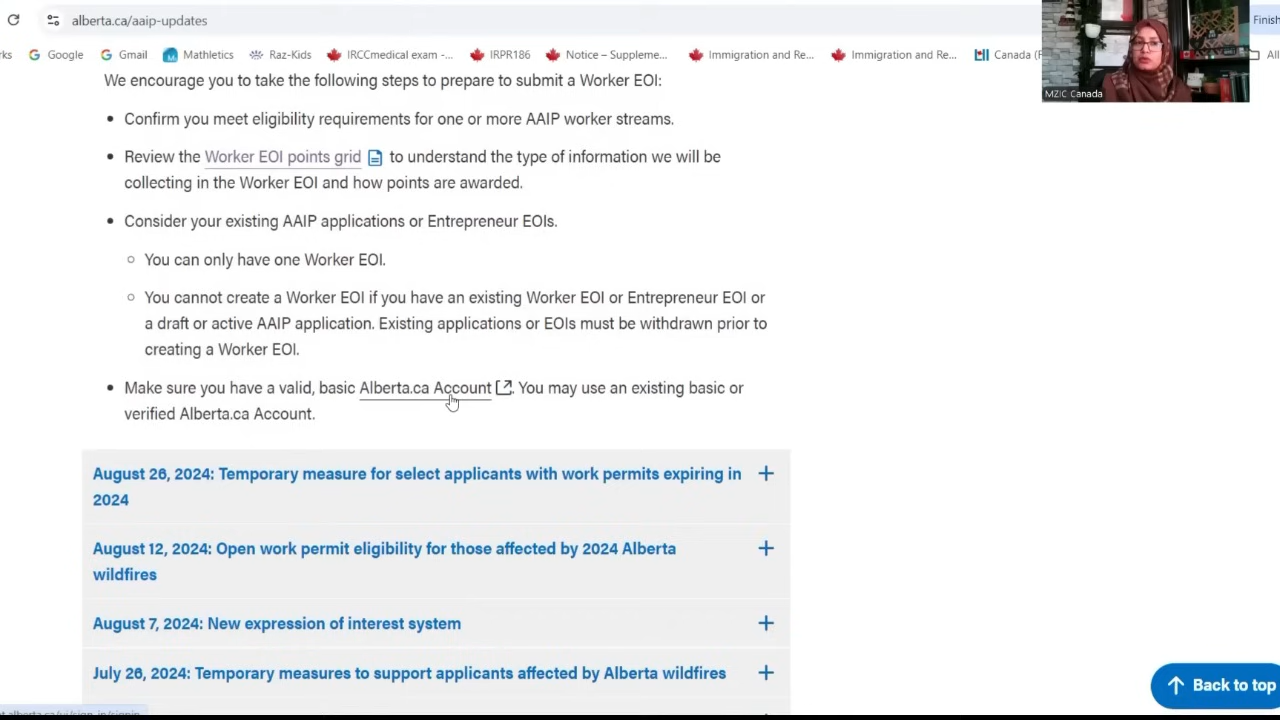 alberta.ca/aaip-updates
Finish
rks
Google
Gmail
Mathletics
Raz-Kids
IRCCmedical exam -...
IRPR186
Notice – Suppleme...
Immigration and Re...
Immigration and Re...
Canada (
All
MZIC Canada
We encourage you to take the following steps to prepare to submit a Worker EOI:
• Confirm you meet eligibility requirements for one or more AAIP worker streams.
• Review the Worker EOI points grid to understand the type of information we will be
collecting in the Worker EOI and how points are awarded.
• Consider your existing AAIP applications or Entrepreneur EOIs.
◦ You can only have one Worker EOI.
◦ You cannot create a Worker EOI if you have an existing Worker EOI or Entrepreneur EOI or
a draft or active AAIP application. Existing applications or EOIs must be withdrawn prior to
creating a Worker EOI.
• Make sure you have a valid, basic Alberta.ca Account. You may use an existing basic or
verified Alberta.ca Account.
August 26, 2024: Temporary measure for select applicants with work permits expiring in
2024
August 12, 2024: Open work permit eligibility for those affected by 2024 Alberta
wildfires
August 7, 2024: New expression of interest system
July 26, 2024: Temporary measures to support applicants affected by Alberta wildfires
Back to top